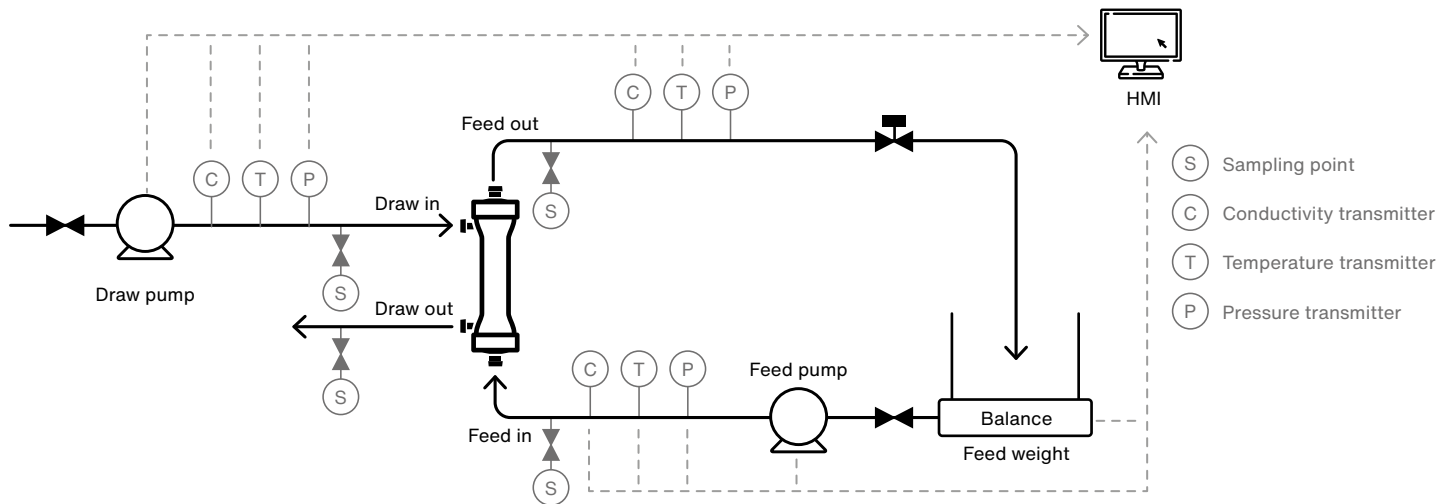 HMI
C
T
P
Feed out
C
T
P
Draw in
S
Draw pump
S
Draw out
S
Feed in
S
C
T
P
Feed pump
Balance
Feed weight
S Sampling point
C Conductivity transmitter
T Temperature transmitter
P Pressure transmitter